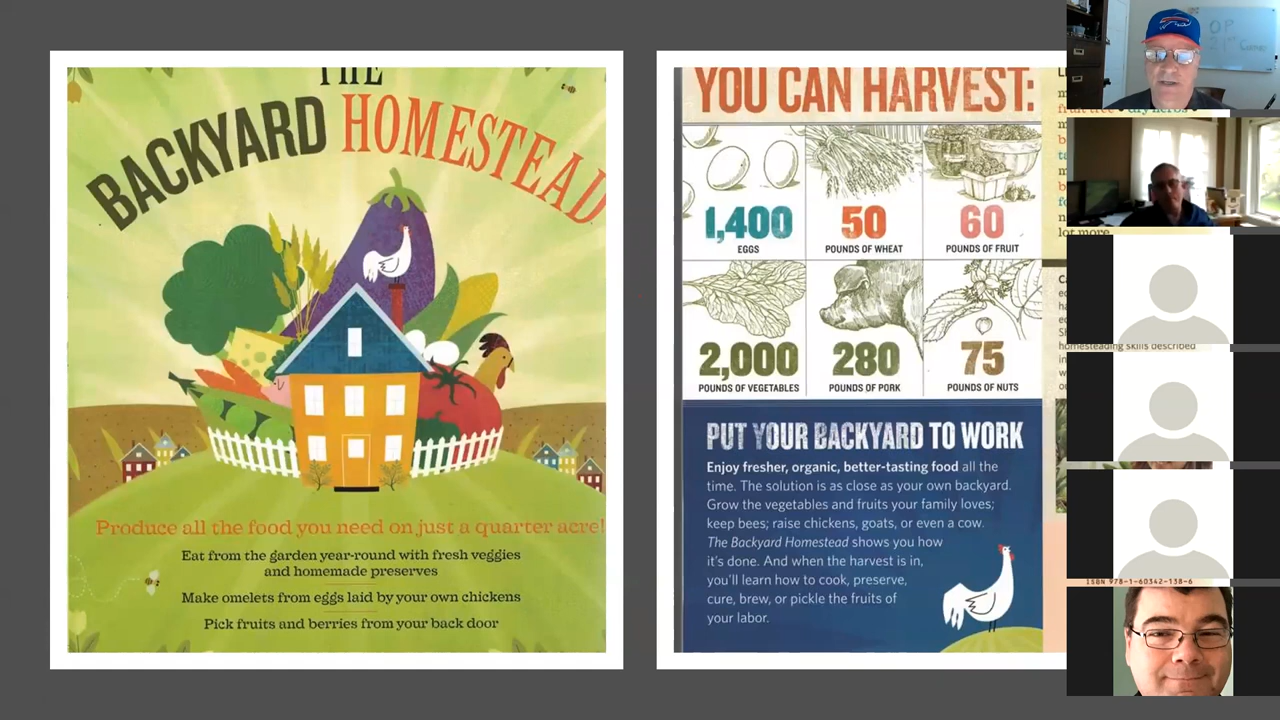 THE
BACKYARD HOMESTEAD
Produce all the food you need on just a quarter acre!
Eat from the garden year-round with fresh veggies
and homemade preserves
Make omelets from eggs laid by your own chickens
Pick fruits and berries from your back door
YOU CAN HARVEST:
1,400
EGGS
50
POUNDS OF WHEAT
60
POUNDS OF FRUIT
2,000
POUNDS OF VEGETABLES
280
POUNDS OF PORK
75
POUNDS OF NUTS
PUT YOUR BACKYARD TO WORK
Enjoy fresher, organic, better-tasting food all the
time. The solution is as close as your own backyard.
Grow the vegetables and fruits your family loves;
keep bees; raise chickens, goats, or even a cow.
The Backyard Homestead shows you how
it's done. And when the harvest is in,
you'll learn how to cook, preserve,
cure, brew, or pickle the fruits of
your labor.
lot more.
homesteading skills described
ISBN 978-1-60342-138-6
OP
21st